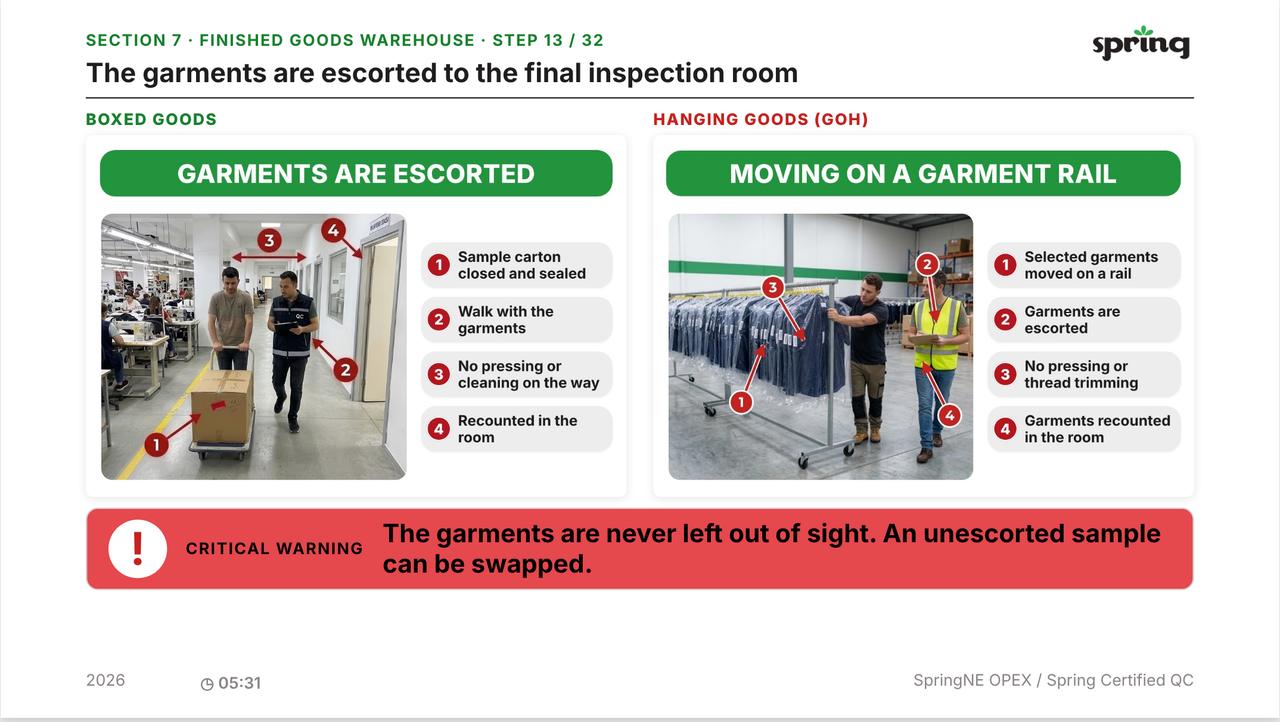 SECTION 7 · FINISHED GOODS WAREHOUSE · STEP 13 / 32
spring
The garments are escorted to the final inspection room
BOXED GOODS
GARMENTS ARE ESCORTED
3
4
QC
2
1
1 Sample carton
closed and sealed
2 Walk with the
garments
3 No pressing or
cleaning on the way
4 Recounted in the
room
HANGING GOODS (GOH)
MOVING ON A GARMENT RAIL
2
3
1
4
1 Selected garments
moved on a rail
2 Garments are
escorted
3 No pressing or
thread trimming
4 Garments recounted
in the room
! CRITICAL WARNING
The garments are never left out of sight. An unescorted sample
can be swapped.
2026
05:31
SpringNE OPEX / Spring Certified QC